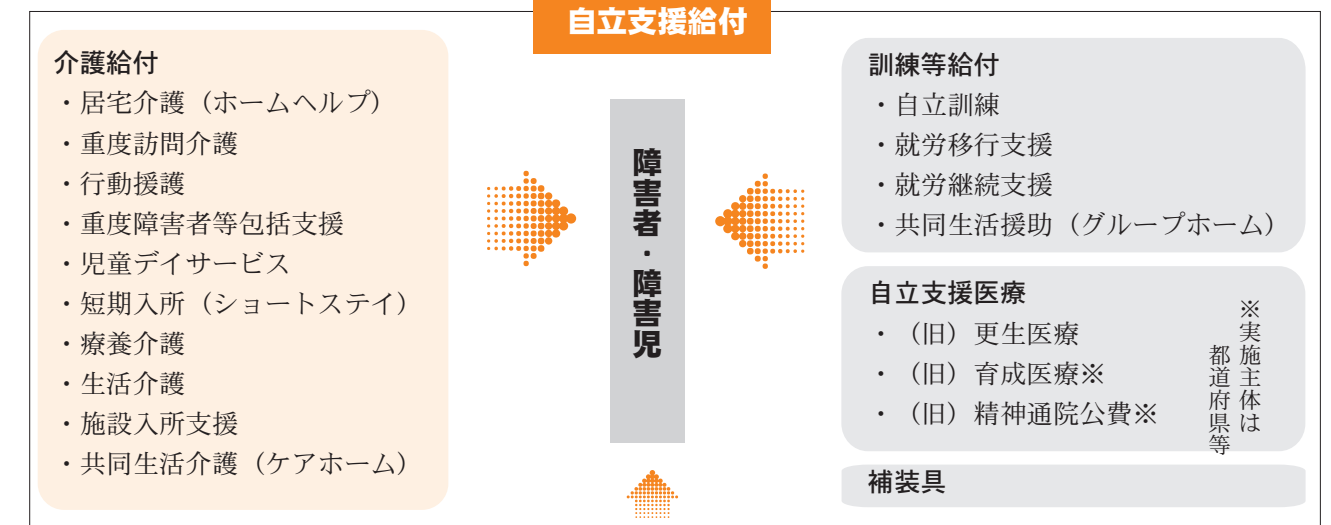 自立支援給付
介護給付
・居宅介護（ホームヘルプ）
・重度訪問介護
・行動援護
・重度障害者等包括支援
・児童デイサービス
・短期入所（ショートステイ）
・療養介護
・生活介護
・施設入所支援
・共同生活介護（ケアホーム）
障害者・障害児
訓練等給付
・自立訓練
・就労移行支援
・就労継続支援
・共同生活援助（グループホーム）
自立支援医療
・（旧）更生医療
・（旧）育成医療※
・（旧）精神通院公費※
※実施主体は
都道府県等
補装具